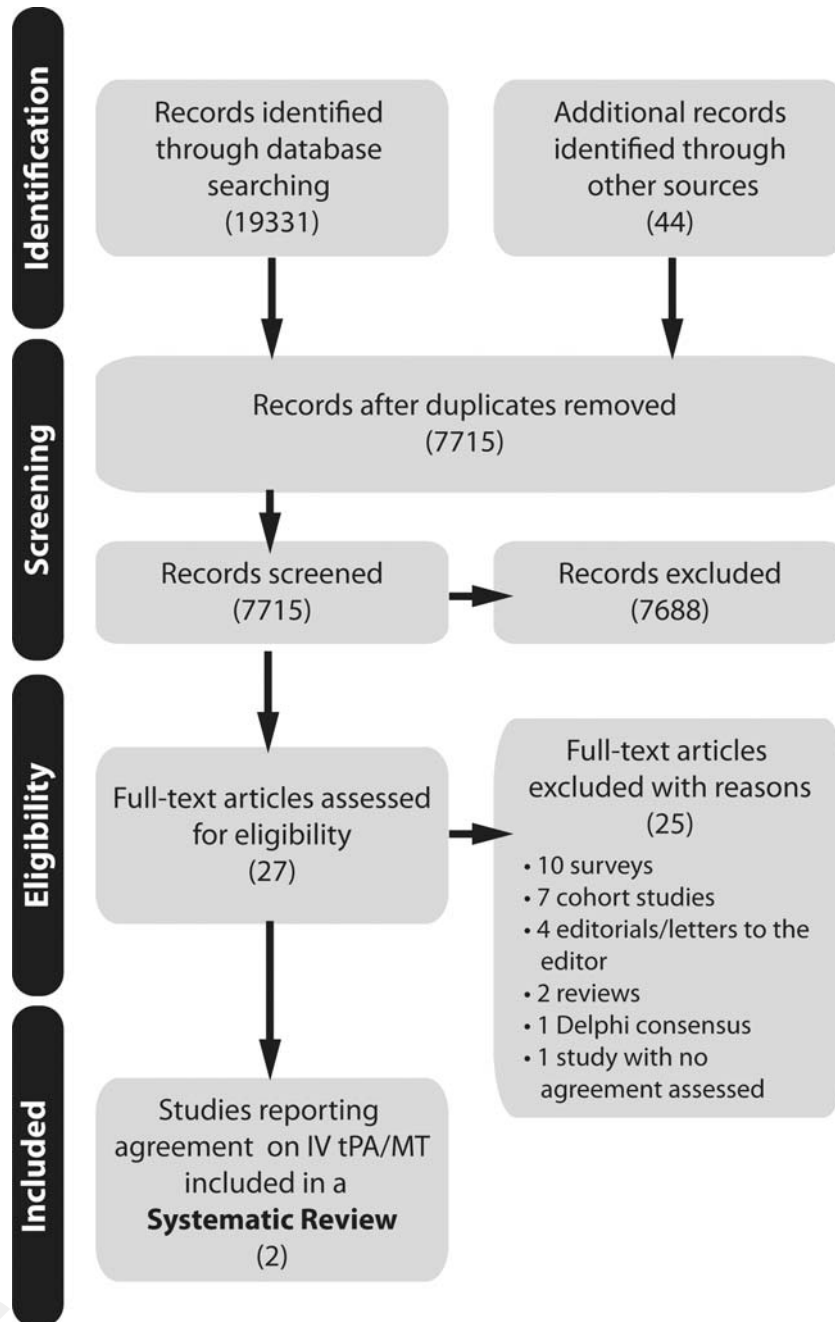 Identification
Records identified
through database
searching
(19331)
Additional records
identified through
other sources
(44)
Screening
Records after duplicates removed
(7715)
Records screened
(7715)
Records excluded
(7688)
Eligibility
Full-text articles assessed
for eligibility
(27)
Full-text articles
excluded with reasons
(25)
• 10 surveys
• 7 cohort studies
• 4 editorials/letters to the
editor
• 2 reviews
• 1 Delphi consensus
• 1 study with no
agreement assessed
Included
Studies reporting
agreement on IV tPA/MT
included in a
Systematic Review
(2)